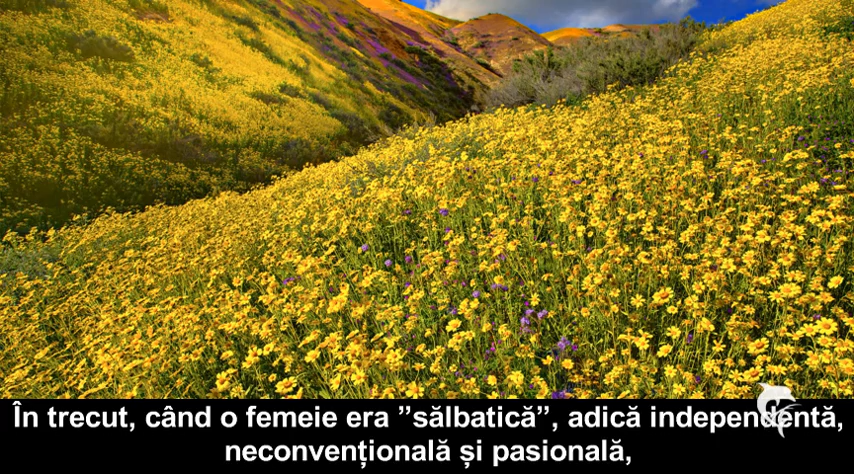 În trecut, când o femeie era ”sălbatică”, adică independentă,
neconvențională și pasională,